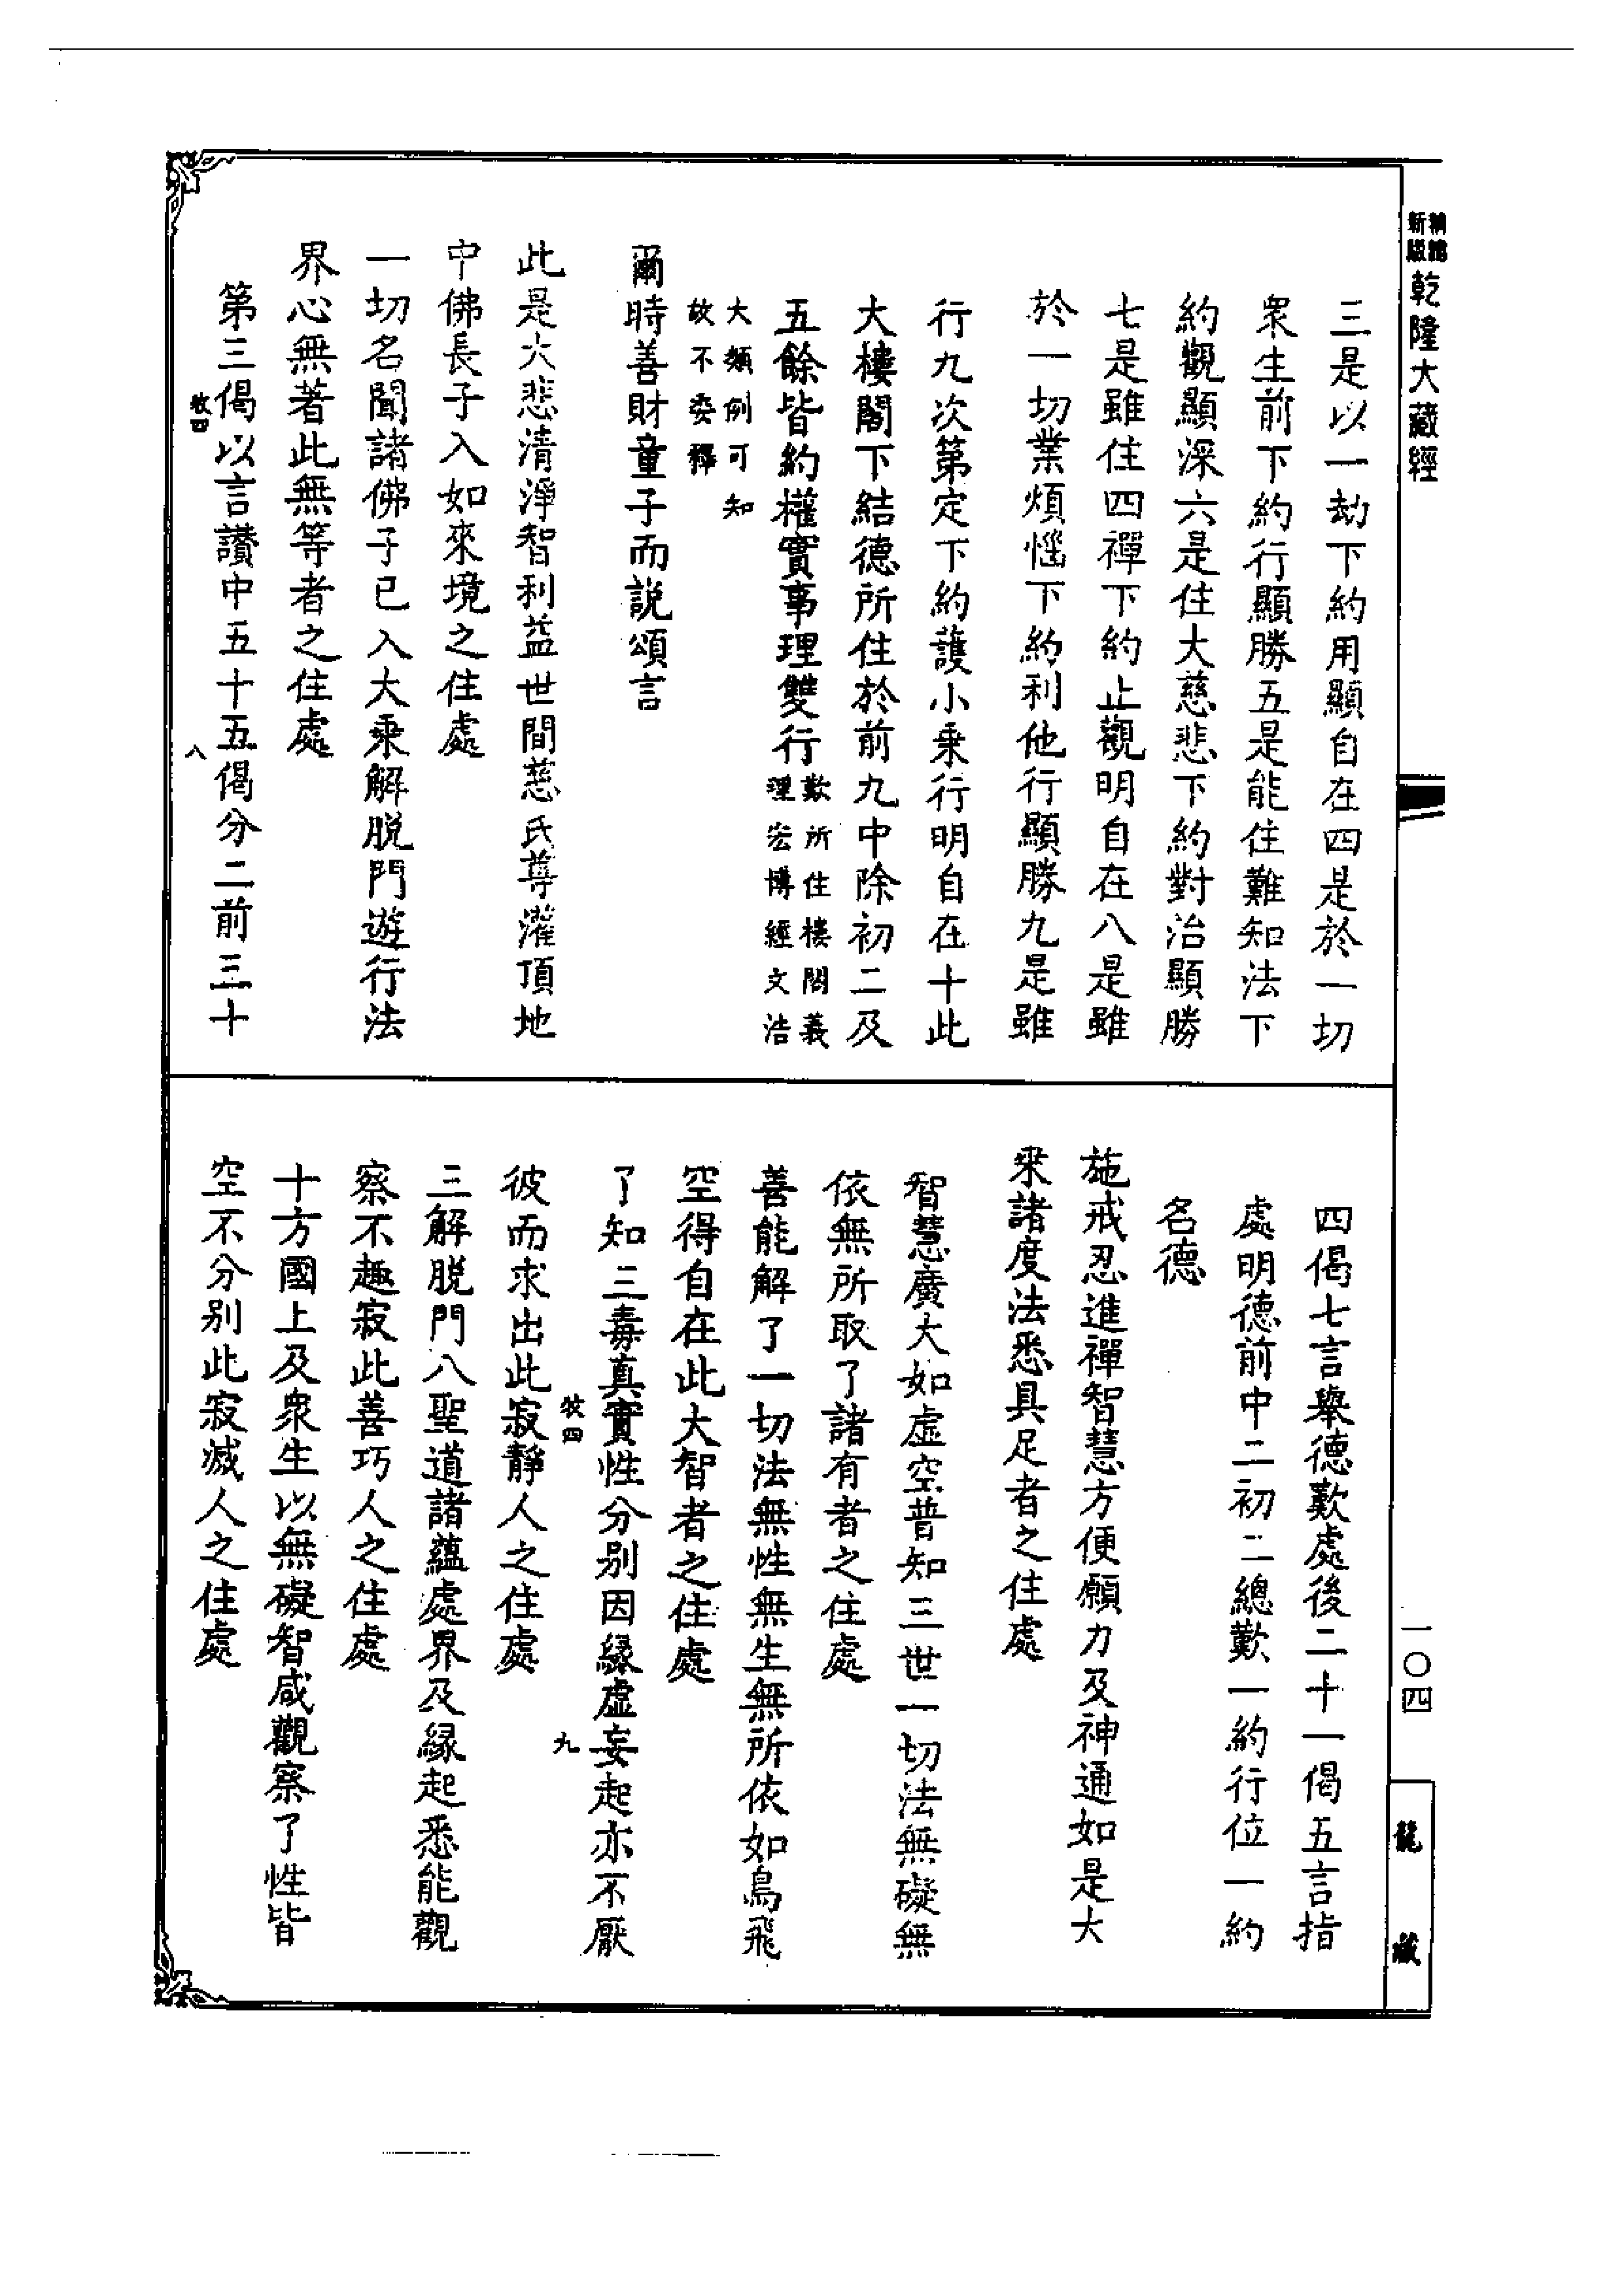 新版 乾隆大藏經
三是以一劫下約用顯自在四是於一切
衆生前下約行顯勝五是能住難知法下
約觀顯深六是住大慈悲下約對治顯勝
七是雖住四禪下約止觀明自在八是雖
於一切業煩惱下約利他行顯勝九是雖
行九次第定下約護小乘行明自在十此
大樓閣下結德所住於前九中除初二及
五餘皆約權實事理雙行歎所住樓閣義理宏博經文浩
大類例可知故不委釋
爾時善財童子而說頌言
此是大悲清淨智利益世間慈氏尊灌頂地
中佛長子入如來境之住處
一切名聞諸佛子已入大乘解脫門遊行法
界心無著此無等者之住處
第三偈以言讚中五十五偈分二前三十
牧四
八
四偈七言舉德歎處後二十一偈五言指
處明德前中二初二總歎一約行位一約
名德
施戒忍進禪智慧方便願力及神通如是大
乘諸度法悉具足者之住處
智慧廣大如虛空普知三世一切法無礙無
依無所取了諸有者之住處
善能解了一切法無性無生無所依如鳥飛
空得自在此大智者之住處
了知三毒真實性分別因緣虛妄起亦不厭
牧四
九
彼而求出此寂靜人之住處
三解脫門八聖道諸蘊處界及緣起悉能觀
察不趣寂此善巧人之住處
十方國土及衆生以無礙智咸觀察了性皆
空不分別此寂滅人之住處
一〇四
龍藏